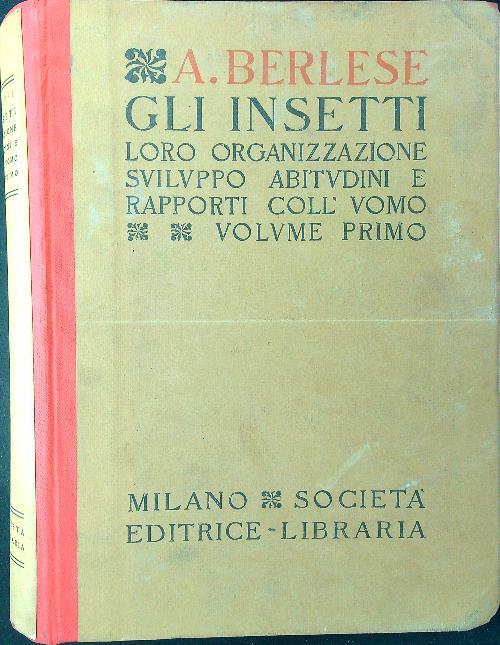 A. BERLESE
GLI INSETTI
LORO ORGANIZZAZIONE
SVILVPPO ABITVDINI E
RAPPORTI COLL' VOMO
VOLVME PRIMO
MILANO SOCIETÀ
EDITRICE-LIBRARIA